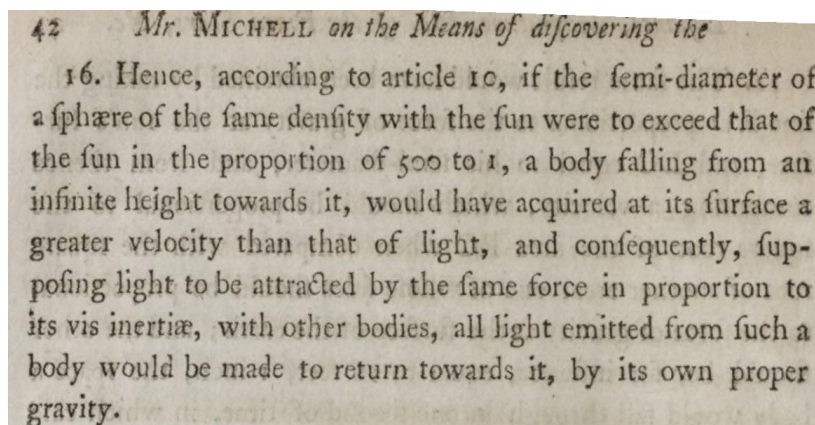 42 Mr. MICHELL on the Means of diſcovering the
16. Hence, according to article 10, if the ſemi-diameter of
a ſphære of the ſame denſity with the ſun were to exceed that of
the ſun in the proportion of 500 to 1, a body falling from an
infinite height towards it, would have acquired at its ſurface a
greater velocity than that of light, and conſequently, ſup-
poſing light to be attracted by the ſame force in proportion to
its vis inertiæ, with other bodies, all light emitted from ſuch a
body would be made to return towards it, by its own proper
gravity.